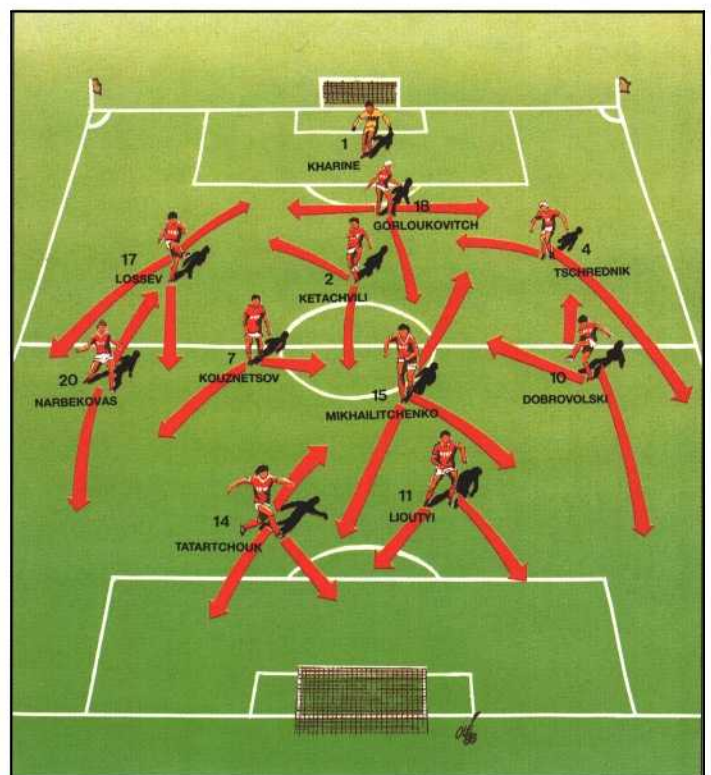 1
KHARINE
18
GORLOUKOVITCH
17
LOSSEV
2
KETACHVILI
4
TSCHREDNIK
20
NARBEKOVAS
7
KOUZNETSOV
15
MIKHAILITCHENKO
10
DOBROVOLSKI
14
TATARTCHOUK
11
LIOUTYI